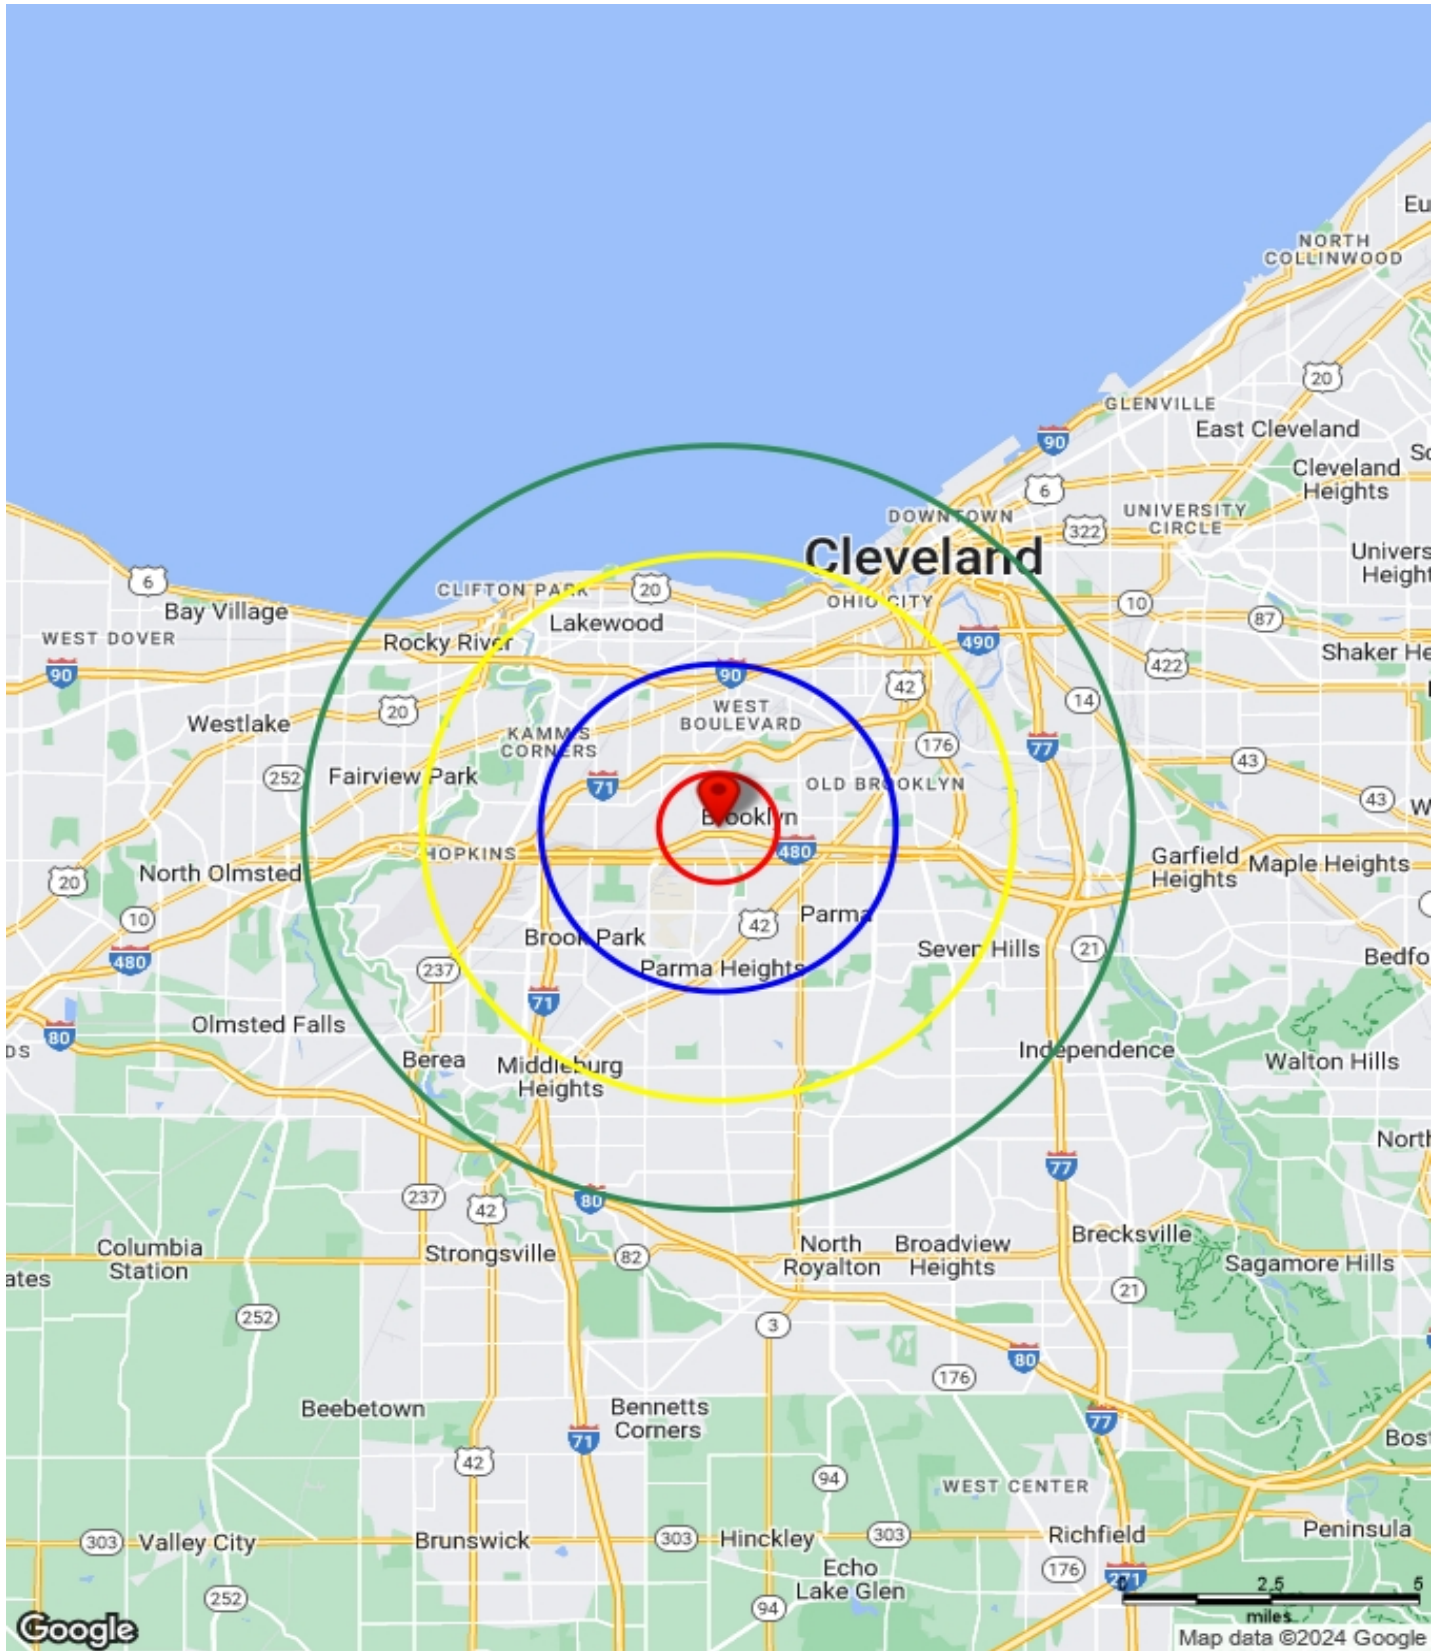 Eu
NORTH
COLLINWOOD
20
GLENVILLE
90
East Cleveland
Sc
Cleveland
Heights
6
DOWNTOWN
322
UNIVERSITY
CIRCLE
Cleveland
Univers
Height
6
Bay Village
CLIFTON PARK
20
OHIO CITY
10
87
WEST DOVER
Rocky River
Lakewood
490
Shaker He
90
90
42
422
20
WEST
BOULEVARD
14
Westlake
KAMM'S
CORNERS
176
77
43
252
Fairview Park
71
OLD BROOKLYN
43
W
Brooklyn
HOPKINS
480
Garfield
Heights
Maple Heights
North Olmsted
20
10
42
Parma
480
Brook Park
Seven Hills
21
Bedfo
237
Parma Heights
71
Olmsted Falls
80
DS
Berea
Middleburg
Heights
Independence
Walton Hills
North
77
237
42
80
Columbia
Station
Strongsville
82
North
Royalton
Broadview
Heights
Brecksville
Sagamore Hills
ates
21
252
3
80
176
Beebetown
Bennetts
Corners
77
71
42
94
WEST CENTER
Bost
303
Valley City
Brunswick
303
Hinckley
303
Richfield
Peninsula
252
Echo
Lake Glen
176
271
94
0 2.5 5
miles
Google
Map data ©2024 Google